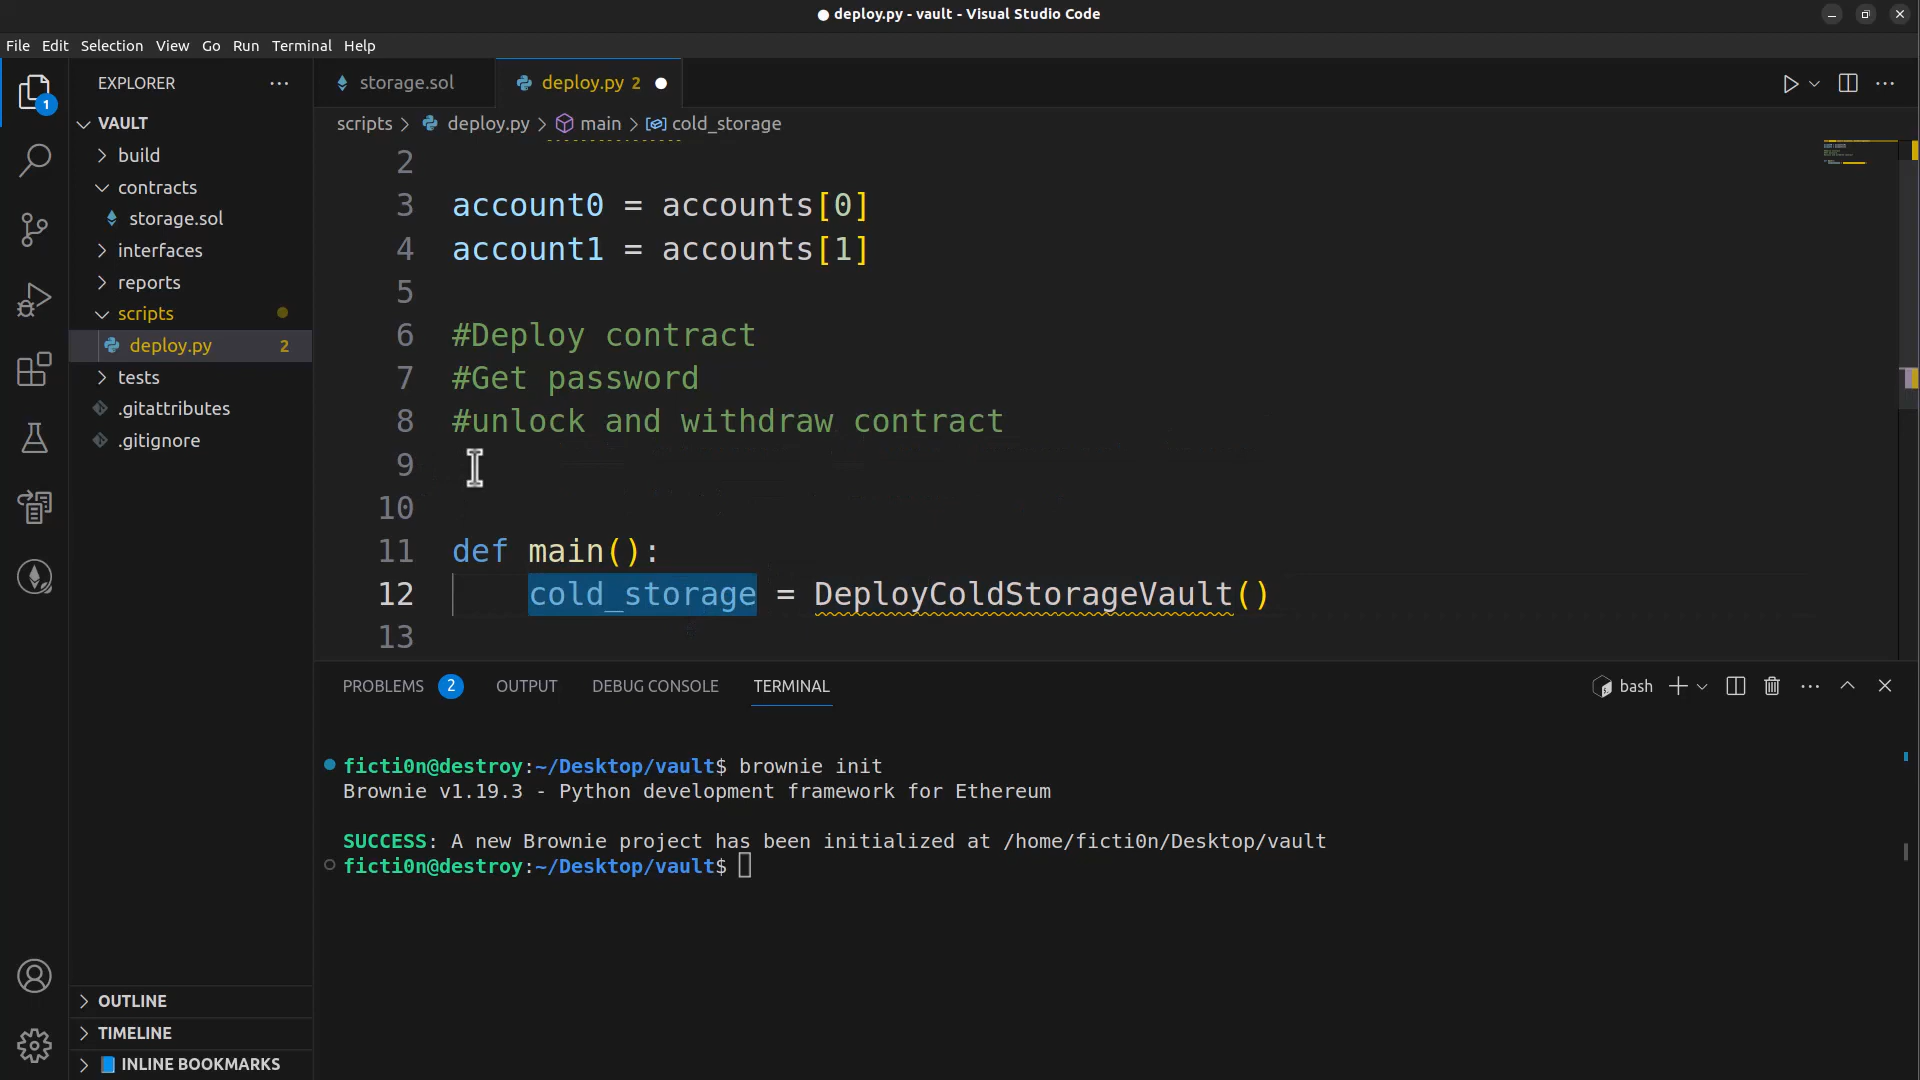 deploy.py - vault - Visual Studio Code
File Edit Selection View Go Run Terminal Help
EXPLORER
storage.sol
deploy.py 2
1
VAULT
scripts > deploy.py > main > cold_storage
build
contracts
storage.sol
interfaces
reports
scripts
deploy.py 2
tests
.gitattributes
.gitignore
2
3 account0 = accounts[0]
4 account1 = accounts[1]
5
6 #Deploy contract
7 #Get password
8 #unlock and withdraw contract
9
10
11 def main():
12 cold_storage = DeployColdStorageVault()
13
PROBLEMS 2 OUTPUT DEBUG CONSOLE TERMINAL bash
ficti0n@destroy:~/Desktop/vault$ brownie init
Brownie v1.19.3 - Python development framework for Ethereum
SUCCESS: A new Brownie project has been initialized at /home/ficti0n/Desktop/vault
ficti0n@destroy:~/Desktop/vault$
OUTLINE
TIMELINE
INLINE BOOKMARKS